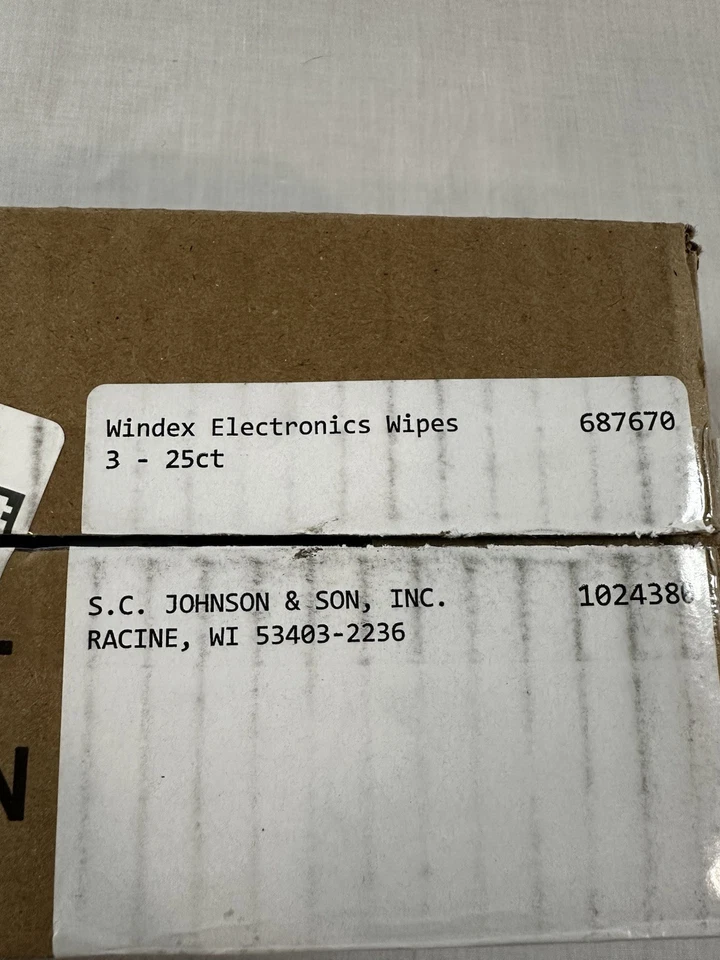 Windex Electronics Wipes 687670
3 - 25ct
S.C. JOHNSON & SON, INC.
RACINE, WI 53403-2236